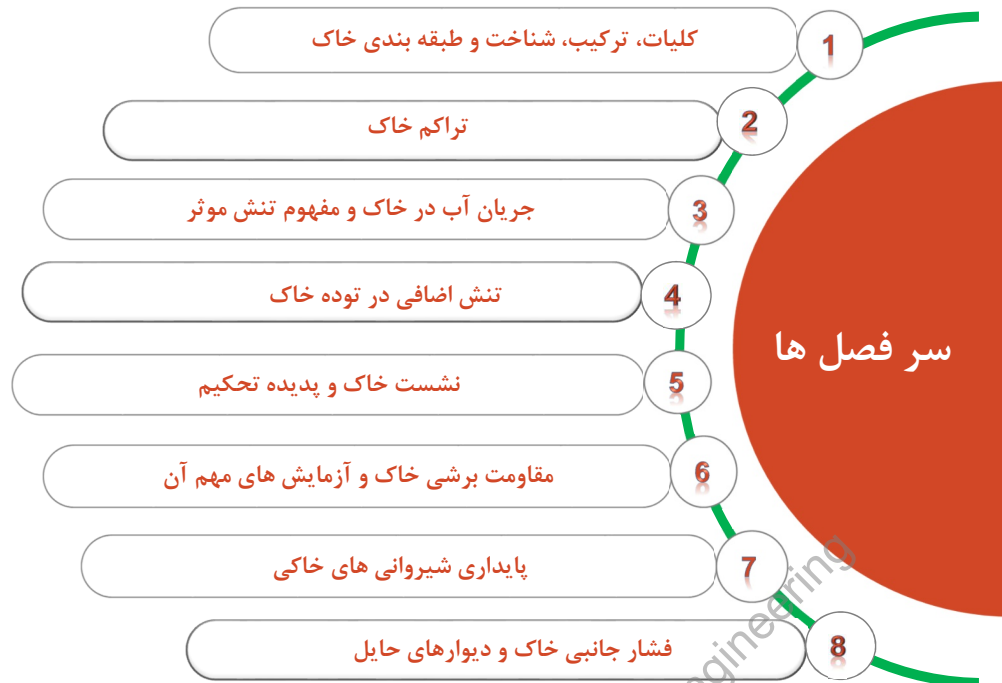 سر فصل ها
1 کلیات، ترکیب، شناخت و طبقه بندی خاک
2 تراکم خاک
3 جریان آب در خاک و مفهوم تنش موثر
4 تنش اضافی در توده خاک
5 نشست خاک و پدیده تحکیم
6 مقاومت برشی خاک و آزمایش های مهم آن
7 پایداری شیروانی های خاکی
8 فشار جانبی خاک و دیوارهای حایل